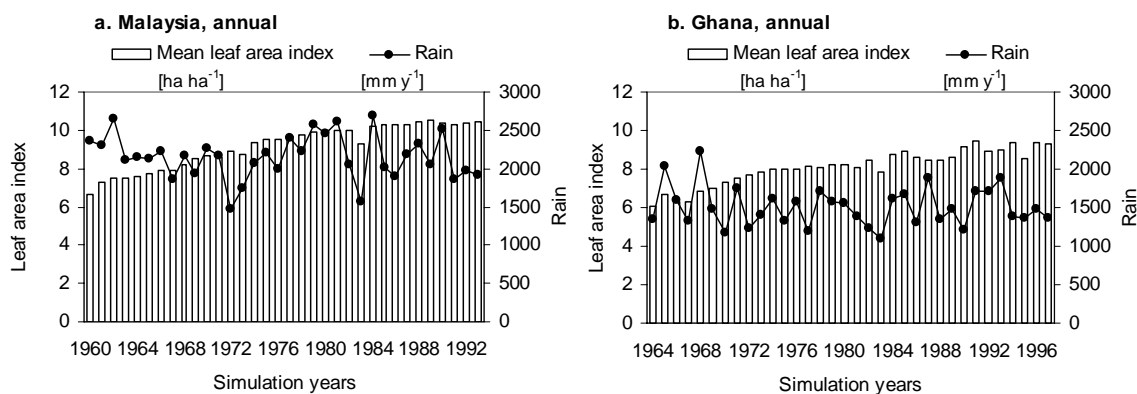 a. Malaysia, annual
Mean leaf area index Rain
[ha ha⁻¹] [mm y⁻¹]
12 3000
10 2500
8 2000
6 1500
4 1000
2 500
0 0
Leaf area index
Rain
1960 1964 1968 1972 1976 1980 1984 1988 1992
Simulation years
b. Ghana, annual
Mean leaf area index Rain
[ha ha⁻¹] [mm y⁻¹]
12 3000
10 2500
8 2000
6 1500
4 1000
2 500
0 0
Leaf area index
Rain
1964 1968 1972 1976 1980 1984 1988 1992 1996
Simulation years